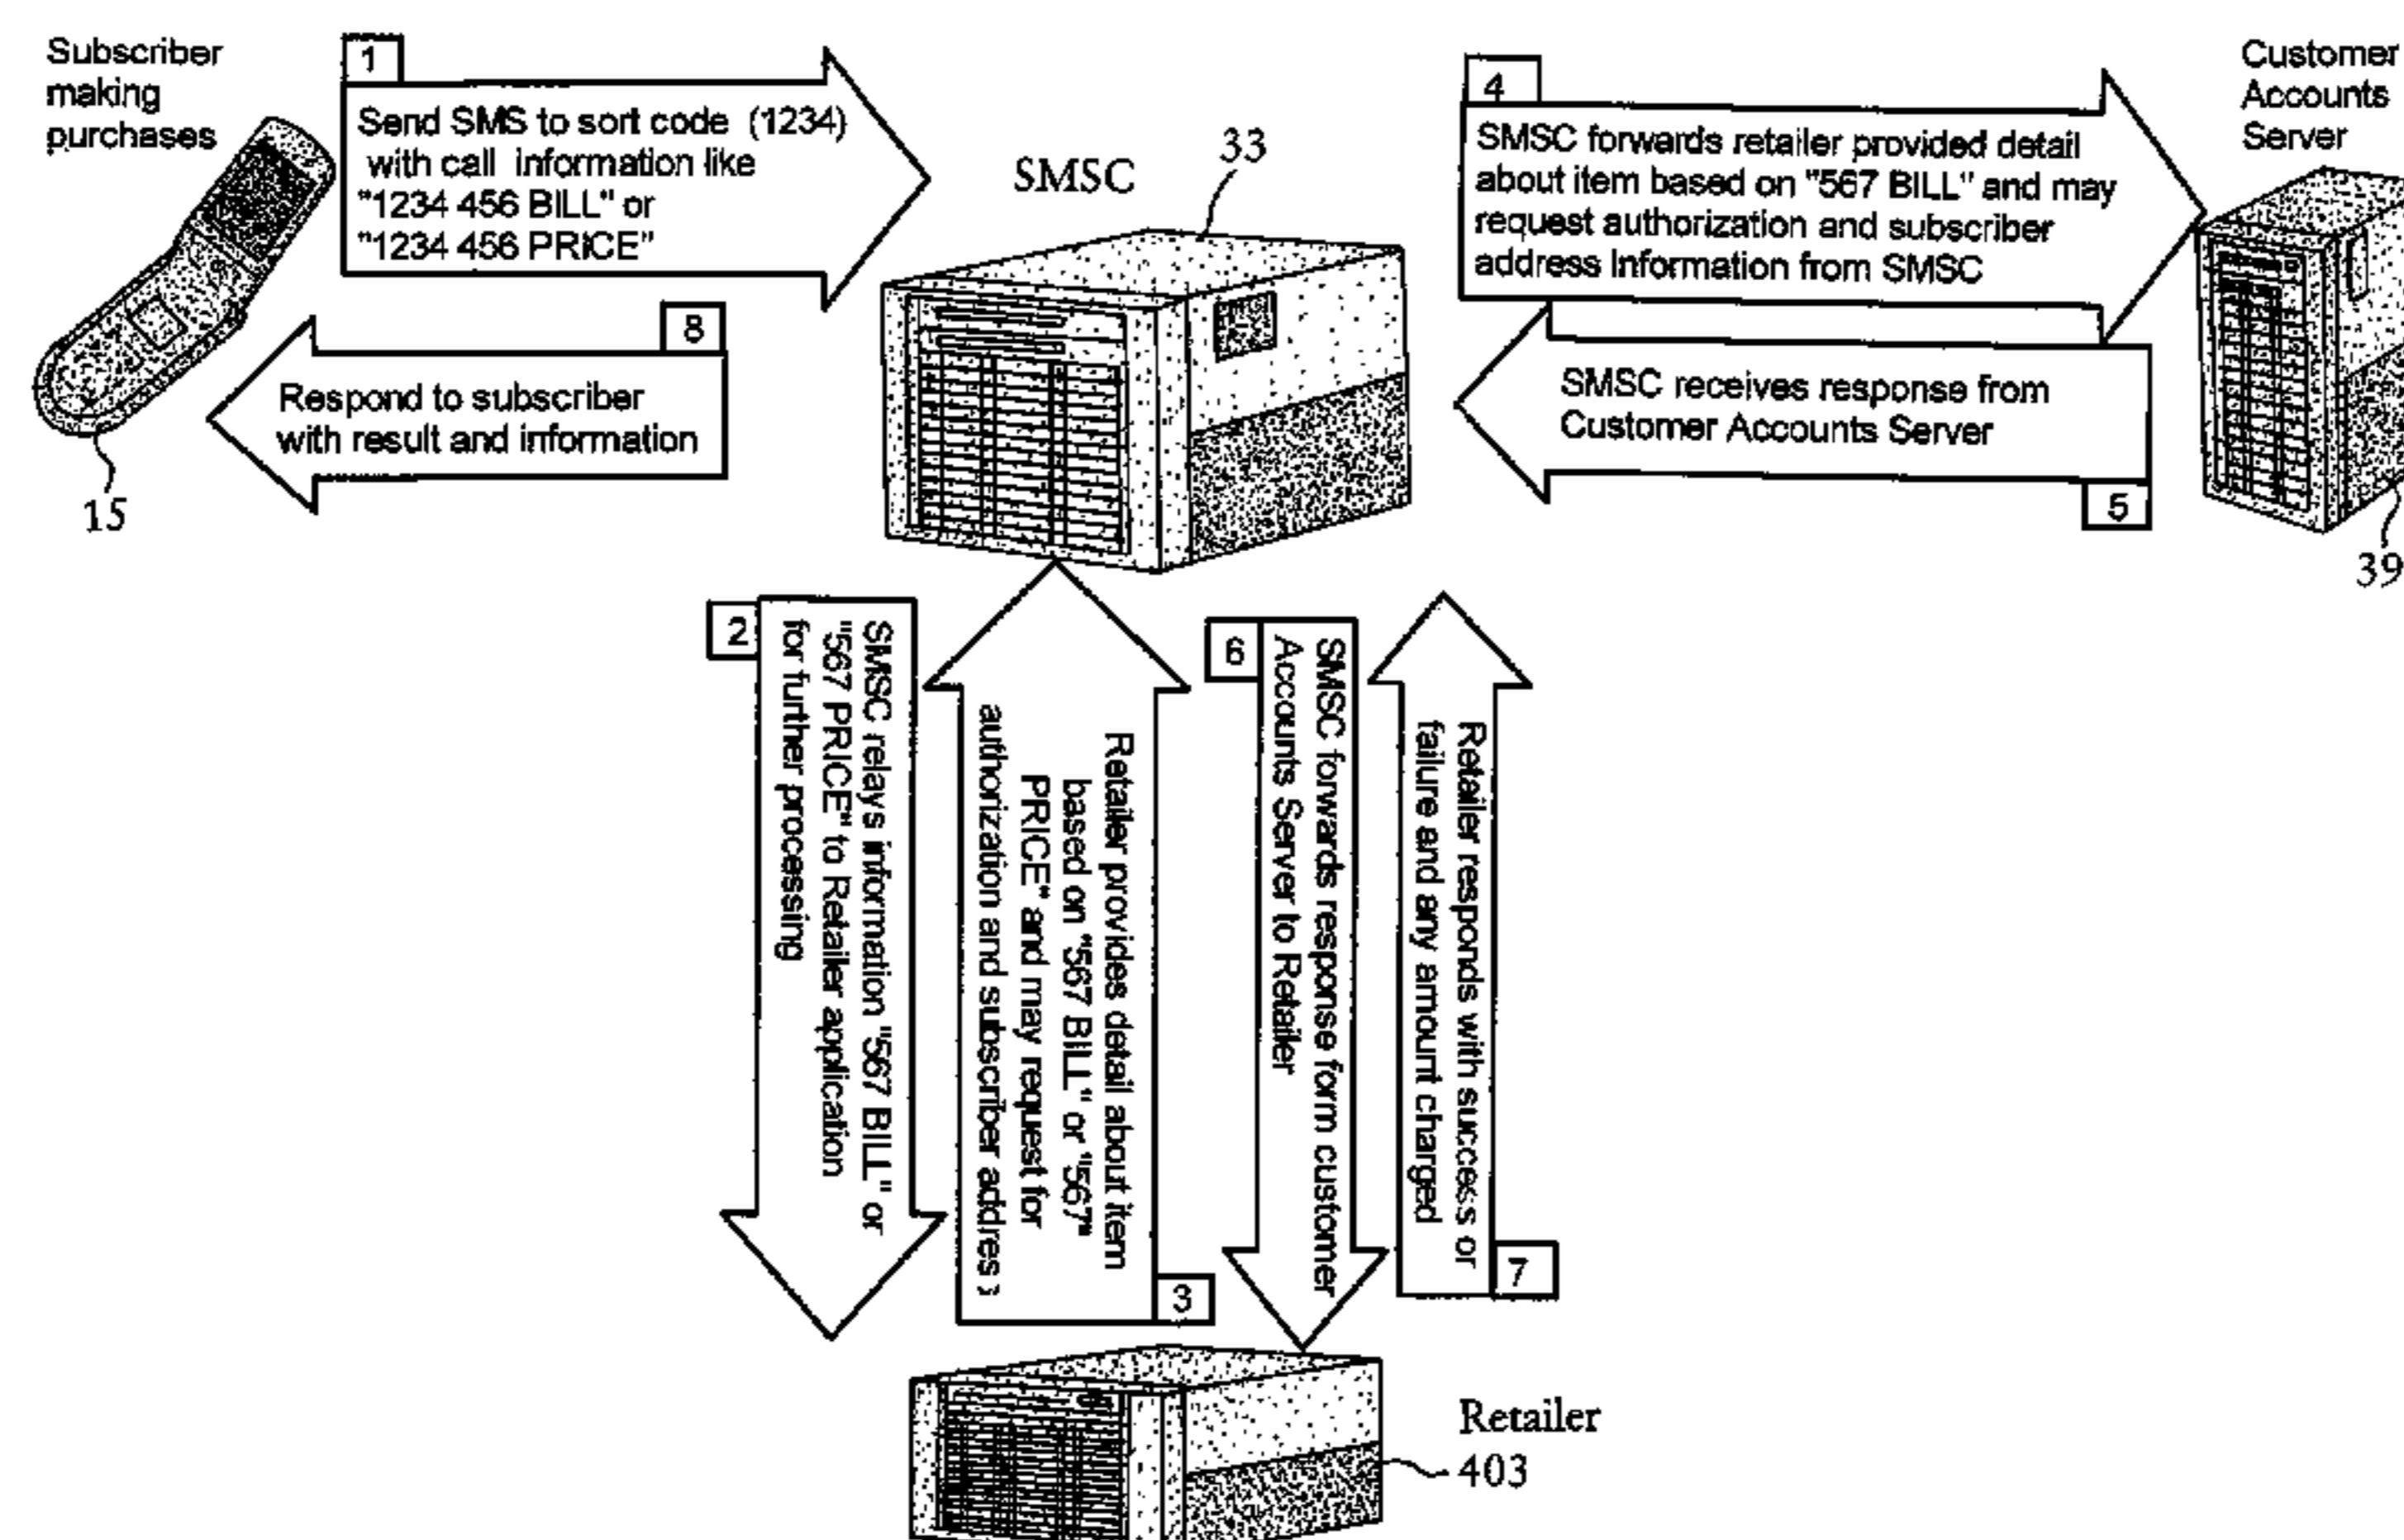 Subscriber
making
purchases
1
Send SMS to sort code (1234)
with call information like
"1234 456 BILL" or
"1234 456 PRICE"
SMSC
33
4
SMSC forwards retailer provided detail
about item based on "567 BILL" and may
request authorization and subscriber
address Information from SMSC
Customer
Accounts
Server
8
Respond to subscriber
with result and information
15
SMSC receives response from
Customer Accounts Server
5
39
2
SMSC relays information "567 BILL" or
"567 PRICE" to Retailer application
for further processing
Retailer provides detail about item
based on "567 BILL" or "567"
PRICE" and may request for
authorization and subscriber address
3
6
SMSC forwards response form customer
Accounts Server to Retailer
Retailer responds with success or
failure and any amount charged
7
Retailer
403